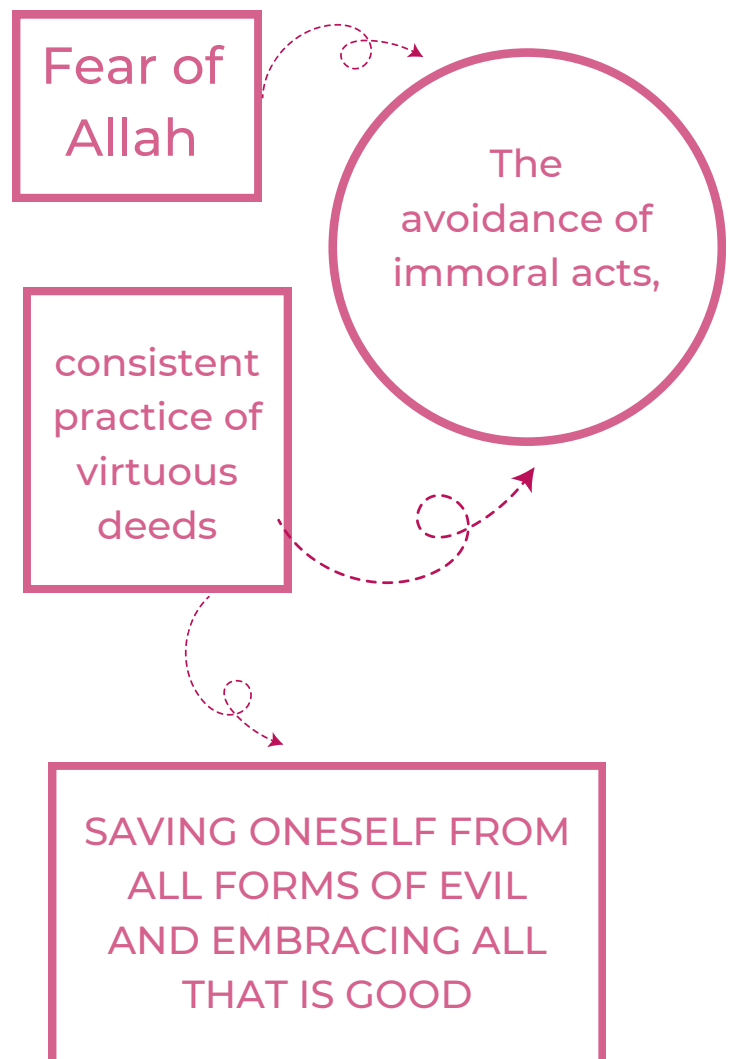 Fear of
Allah
The
avoidance of
immoral acts,
consistent
practice of
virtuous
deeds
SAVING ONESELF FROM
ALL FORMS OF EVIL
AND EMBRACING ALL
THAT IS GOOD